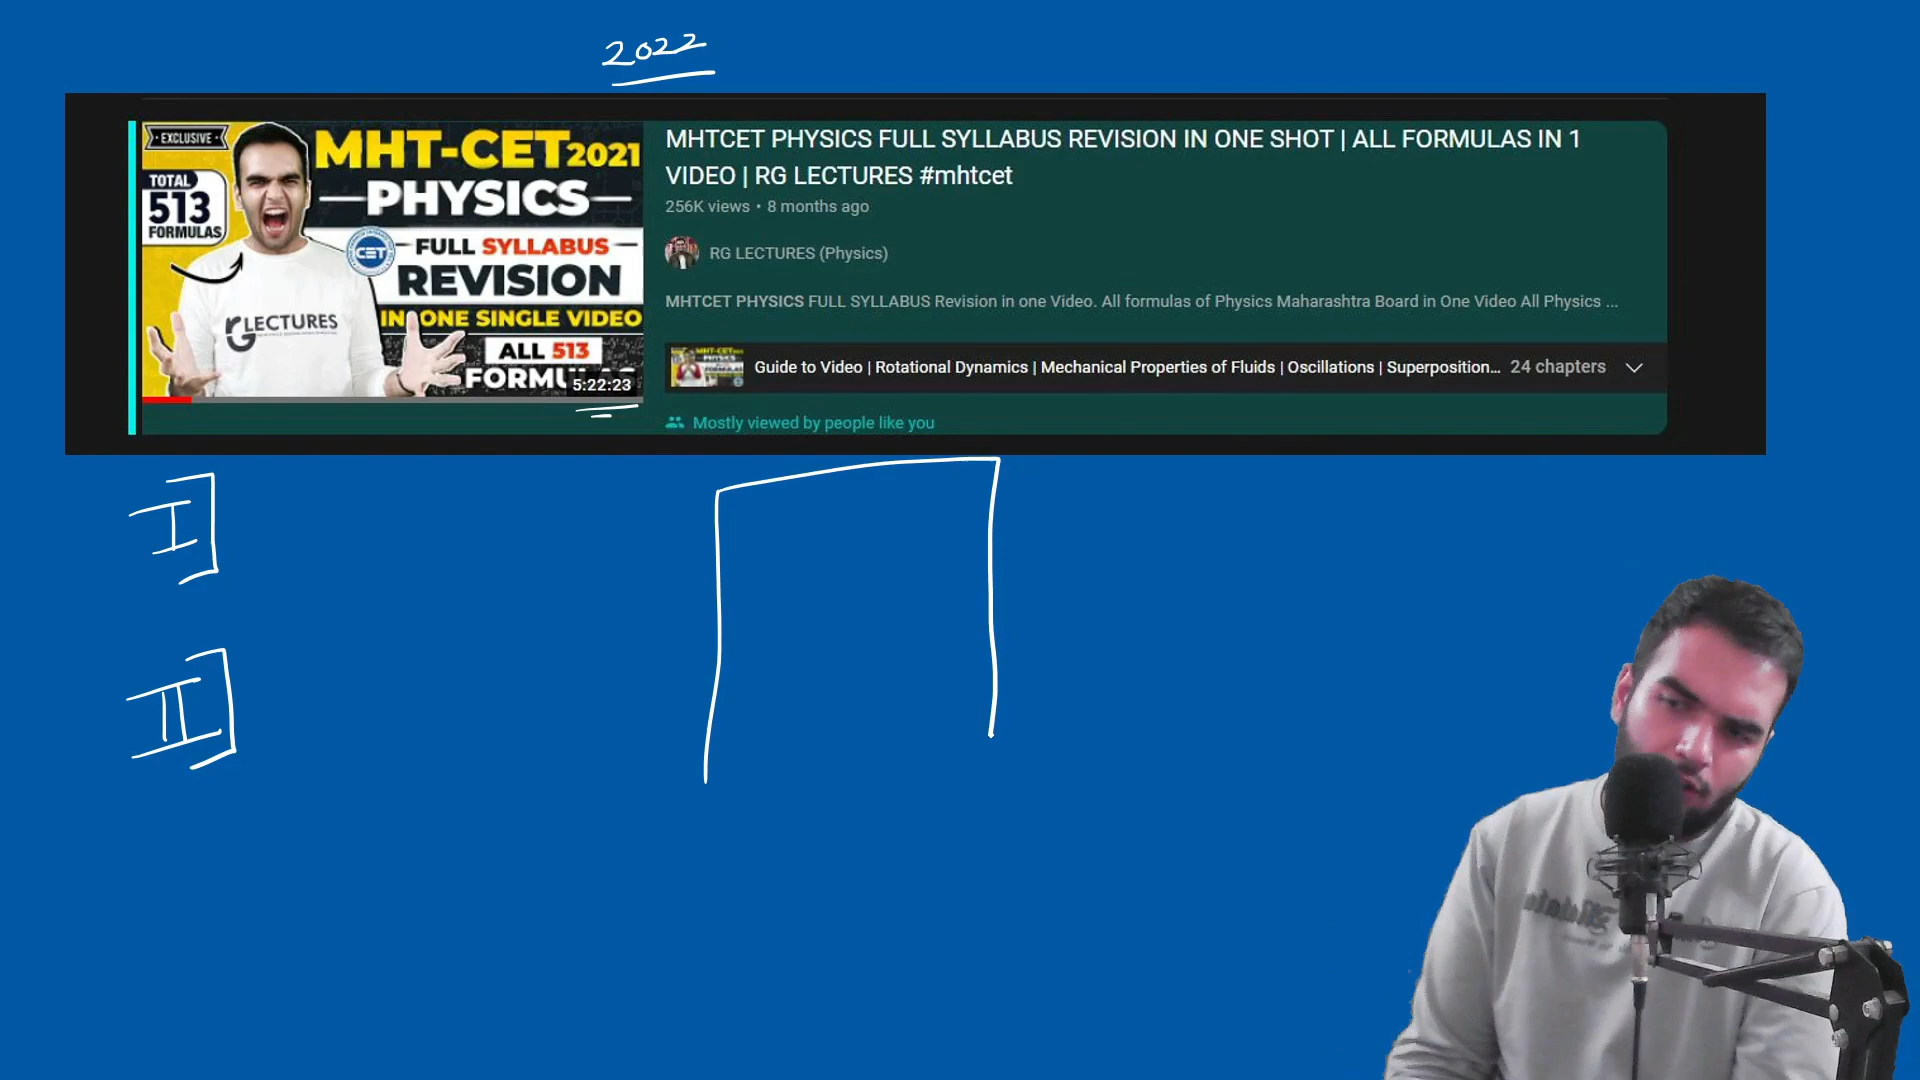 2022
EXCLUSIVE
MHT-CET2021
TOTAL
513
FORMULAS
PHYSICS
CET
FULL SYLLABUS
REVISION
IN ONE SINGLE VIDEO
LECTURES
ALL 513
5:22:23
MHTCET PHYSICS FULL SYLLABUS REVISION IN ONE SHOT | ALL FORMULAS IN 1
VIDEO | RG LECTURES #mhtcet
256K views • 8 months ago
RG LECTURES (Physics)
MHTCET PHYSICS FULL SYLLABUS Revision in one Video. All formulas of Physics Maharashtra Board in One Video All Physics ...
Guide to Video | Rotational Dynamics | Mechanical Properties of Fluids | Oscillations | Superposition... 24 chapters
Mostly viewed by people like you
I]
II]